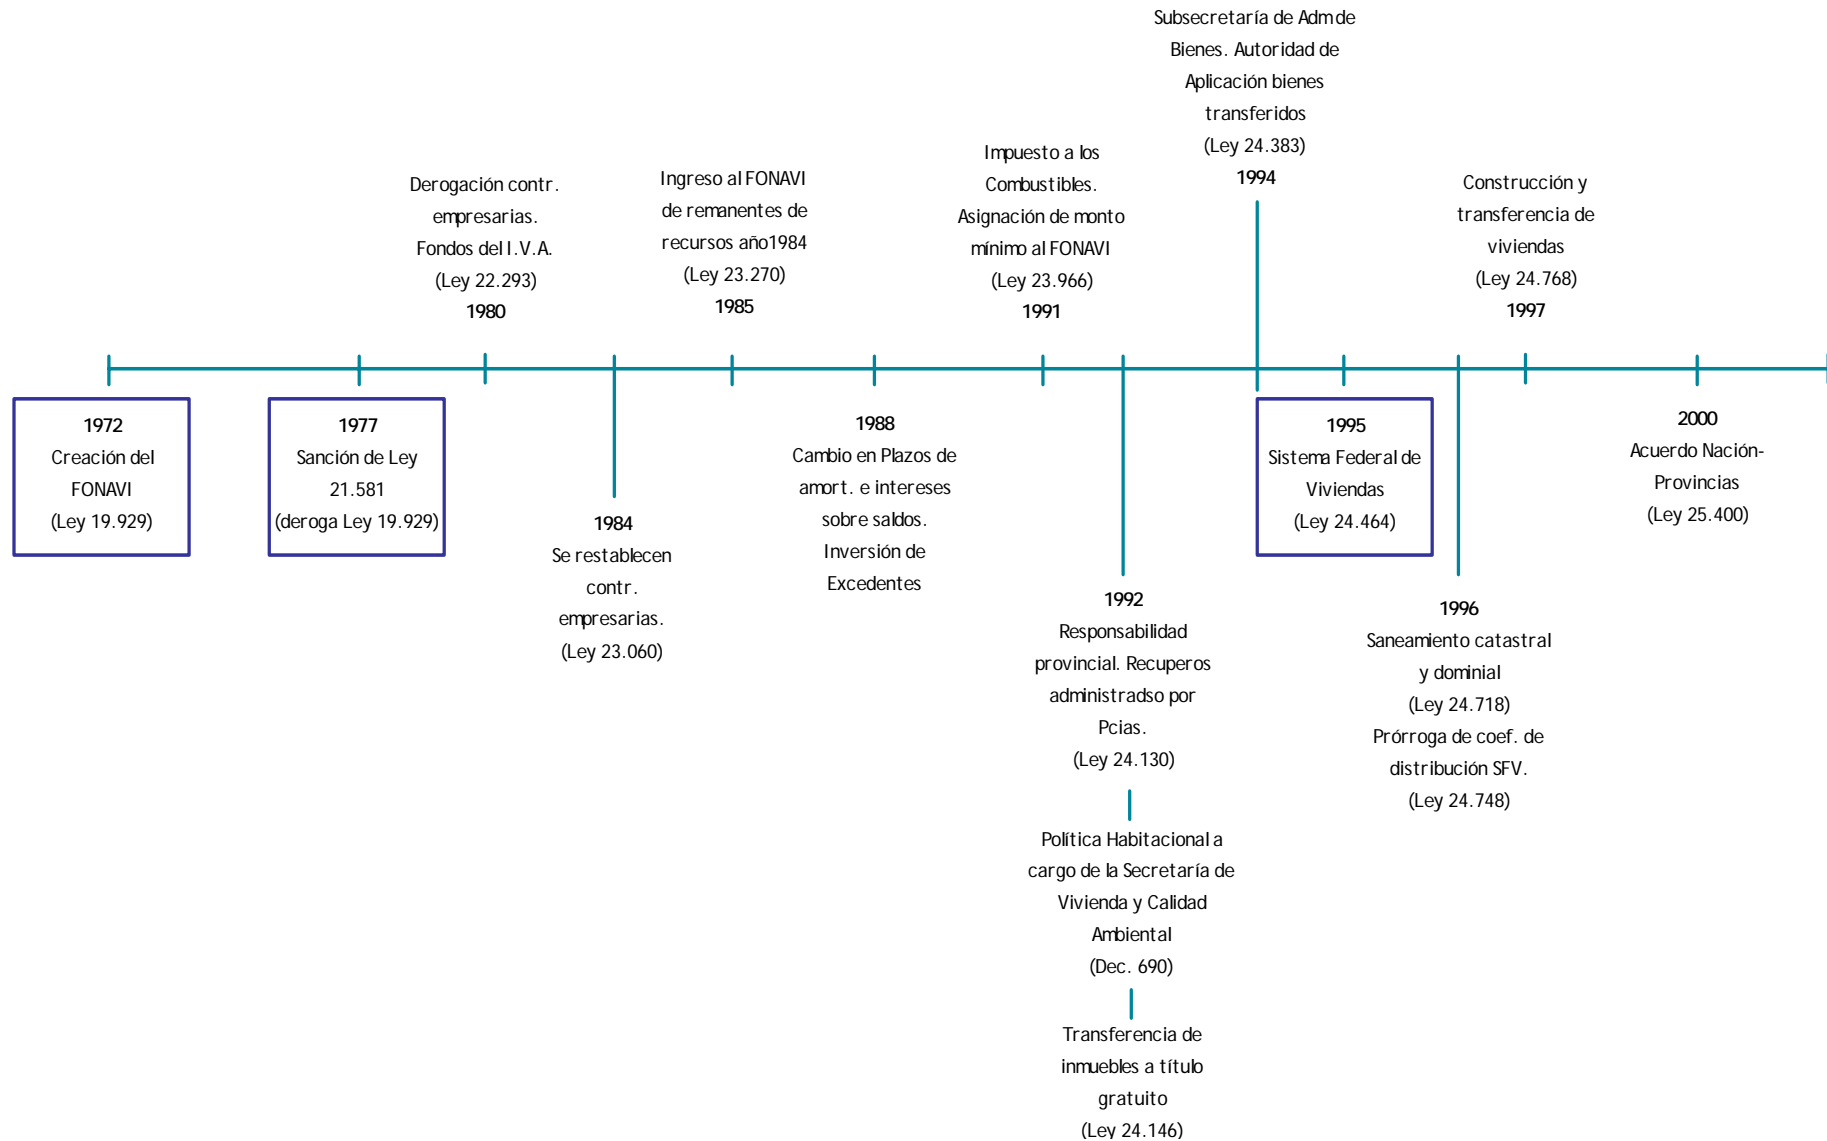 Subsecretaría de Adm de
Bienes. Autoridad de
Aplicación bienes
transferidos
(Ley 24.383)
1994
Derogación contr.
empresarias.
Fondos del I.V.A.
(Ley 22.293)
1980
Ingreso al FONAVI
de remanentes de
recursos año1984
(Ley 23.270)
1985
Impuesto a los
Combustibles.
Asignación de monto
mínimo al FONAVI
(Ley 23.966)
1991
Construcción y
transferencia de
viviendas
(Ley 24.768)
1997
1972
Creación del
FONAVI
(Ley 19.929)
1977
Sanción de Ley
21.581
(deroga Ley 19.929)
1984
Se restablecen
contr.
empresarias.
(Ley 23.060)
1988
Cambio en Plazos de
amort. e intereses
sobre saldos.
Inversión de
Excedentes
1992
Responsabilidad
provincial. Recuperos
administradso por
Pcias.
(Ley 24.130)
Política Habitacional a
cargo de la Secretaría de
Vivienda y Calidad
Ambiental
(Dec. 690)
Transferencia de
inmuebles a título
gratuito
(Ley 24.146)
1995
Sistema Federal de
Viviendas
(Ley 24.464)
1996
Saneamiento catastral
y dominial
(Ley 24.718)
Prórroga de coef. de
distribución SFV.
(Ley 24.748)
2000
Acuerdo Nación-
Provincias
(Ley 25.400)